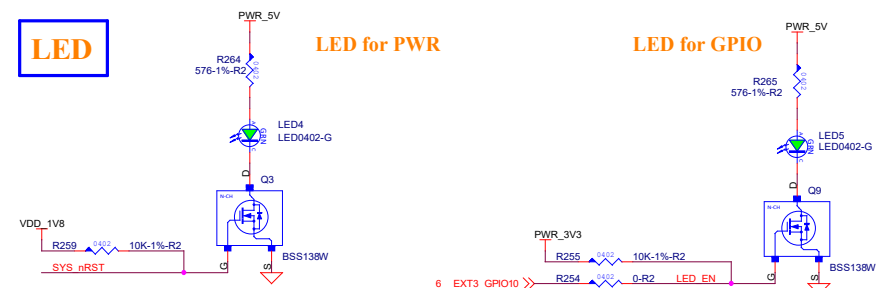 LED
LED for PWR
PWR_5V
R264
576-1%-R2
0402
LED4
LED0402-G
GRN
A
C
D
Q3
N-CH
BSS138W
G
S
VDD_1V8
R259
0402
10K-1%-R2
SYS_nRST
LED for GPIO
PWR_5V
R265
576-1%-R2
0402
LED5
LED0402-G
GRN
A
C
D
Q9
N-CH
BSS138W
G
S
PWR_3V3
R255
0402
10K-1%-R2
6 EXT3_GPIO10
R254
0402
0-R2
LED_EN